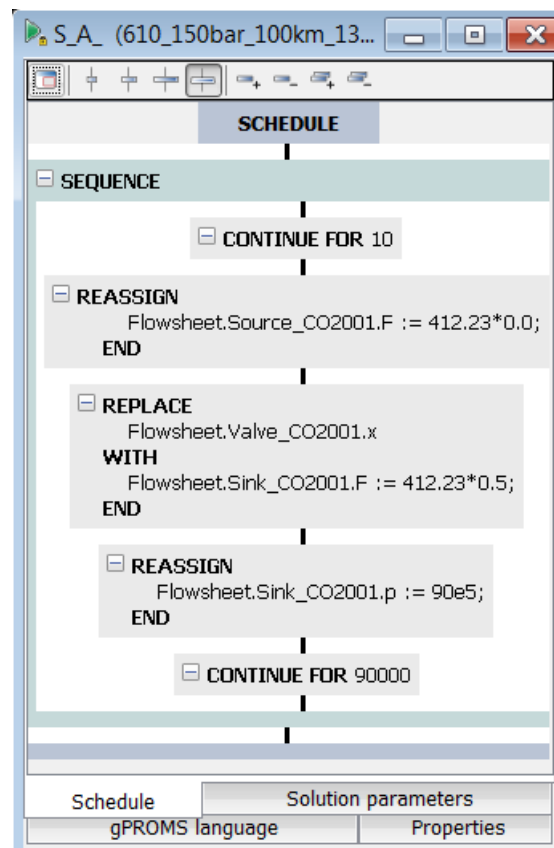 S_A_ (610_150bar_100km_13...
SCHEDULE
SEQUENCE
CONTINUE FOR 10
REASSIGN
Flowsheet.Source_CO2001.F := 412.23*0.0;
END
REPLACE
Flowsheet.Valve_CO2001.x
WITH
Flowsheet.Sink_CO2001.F := 412.23*0.5;
END
REASSIGN
Flowsheet.Sink_CO2001.p := 90e5;
END
CONTINUE FOR 90000
Schedule Solution parameters
gPROMS language Properties